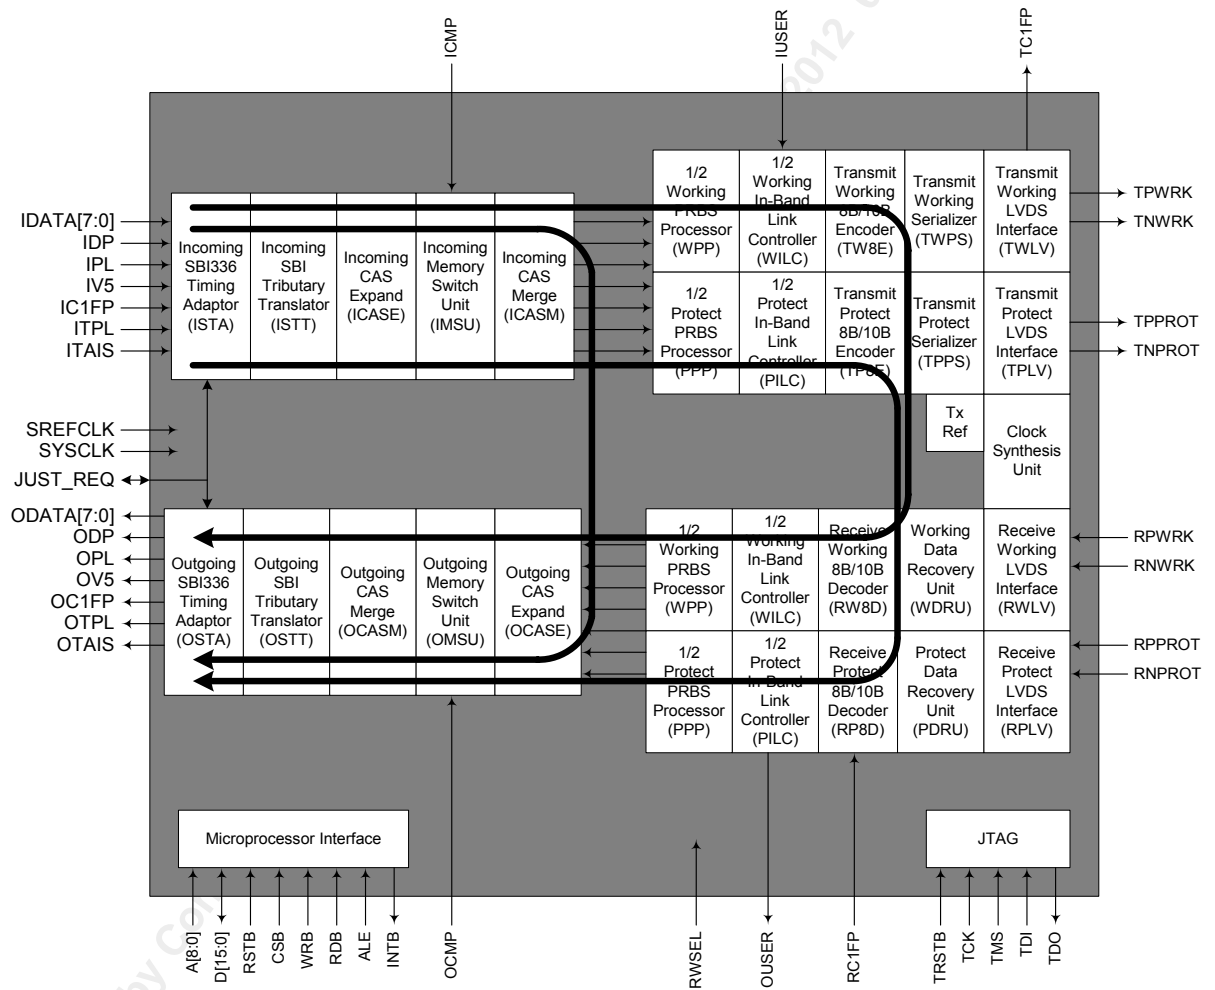 ICMP
IUSER
TC1FP
2012
IDATA[7:0]
IDP
IPL
IV5
IC1FP
ITPL
ITAIS
Incoming
SBI336
Timing
Adaptor
(ISTA)
Incoming
SBI
Tributary
Translator
(ISTT)
Incoming
CAS
Expand
(ICASE)
Incoming
Memory
Switch
Unit
(IMSU)
Incoming
CAS
Merge
(ICASM)
1/2
Working
PRBS
Processor
(WPP)
1/2
Working
In-Band
Link
Controller
(WILC)
Transmit
Working
8B/10B
Encoder
(TW8E)
Transmit
Working
Serializer
(TWPS)
Transmit
Working
LVDS
Interface
(TWLV)
TPWRK
TNWRK
1/2
Protect
PRBS
Processor
(PPP)
1/2
Protect
In-Band
Link
Controller
(PILC)
Transmit
Protect
8B/10B
Encoder
(TP8E)
Transmit
Protect
Serializer
(TPPS)
Transmit
Protect
LVDS
Interface
(TPLV)
TPPROT
TNPROT
SREFCLK
SYSCLK
JUST_REQ
Tx
Ref
Clock
Synthesis
Unit
ODATA[7:0]
ODP
OPL
OV5
OC1FP
OTPL
OTAIS
Outgoing
SBI336
Timing
Adaptor
(OSTA)
Outgoing
SBI
Tributary
Translator
(OSTT)
Outgoing
CAS
Merge
(OCASM)
Outgoing
Memory
Switch
Unit
(OMSU)
Outgoing
CAS
Expand
(OCASE)
1/2
Working
PRBS
Processor
(WPP)
1/2
Working
In-Band
Link
Controller
(WILC)
Receive
Working
8B/10B
Decoder
(RW8D)
Working
Data
Recovery
Unit
(WDRU)
Receive
Working
LVDS
Interface
(RWLV)
RPWRK
RNWRK
1/2
Protect
PRBS
Processor
(PPP)
1/2
Protect
In-Band
Link
Controller
(PILC)
Receive
Protect
8B/10B
Decoder
(RP8D)
Protect
Data
Recovery
Unit
(PDRU)
Receive
Protect
LVDS
Interface
(RPLV)
RPPROT
RNPROT
Microprocessor Interface
JTAG
A[8:0]
D[15:0]
RSTB
CSB
WRB
RDB
ALE
INTB
OCMP
RWSEL
OUSER
RC1FP
TRSTB
TCK
TMS
TDI
TDO
by